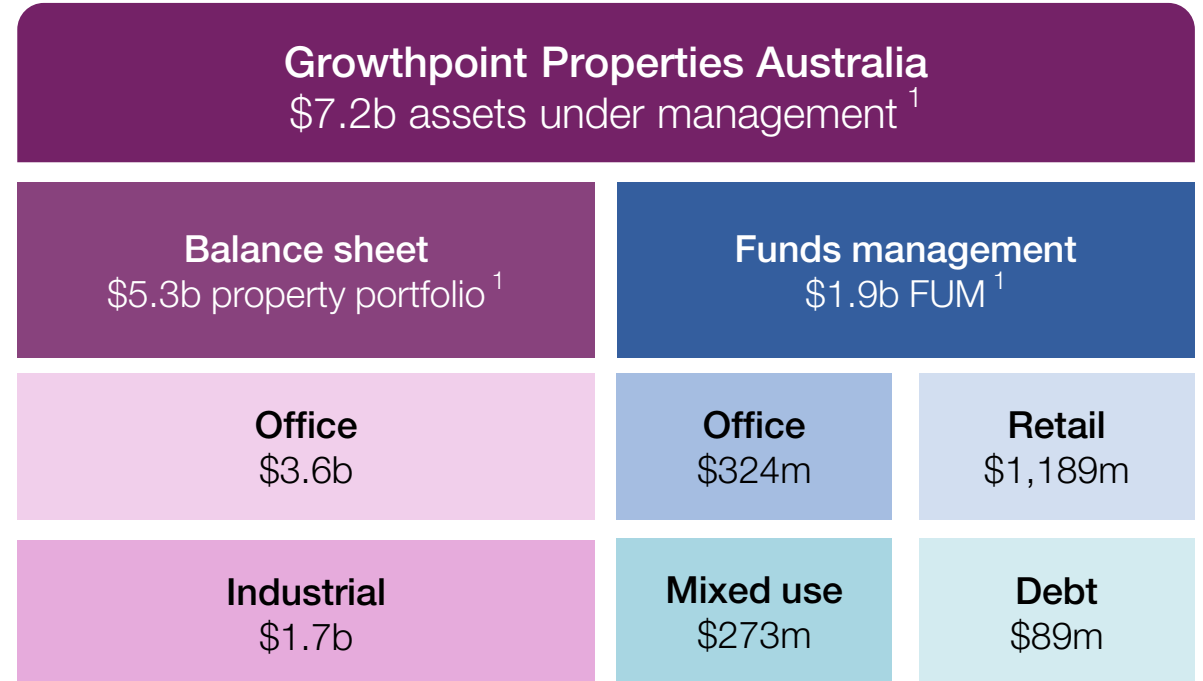 Growthpoint Properties Australia
$7.2b assets under management 1
Balance sheet
$5.3b property portfolio 1
Funds management
$1.9b FUM 1
Office
$3.6b
Office
$324m
Retail
$1,189m
Industrial
$1.7b
Mixed use
$273m
Debt
$89m